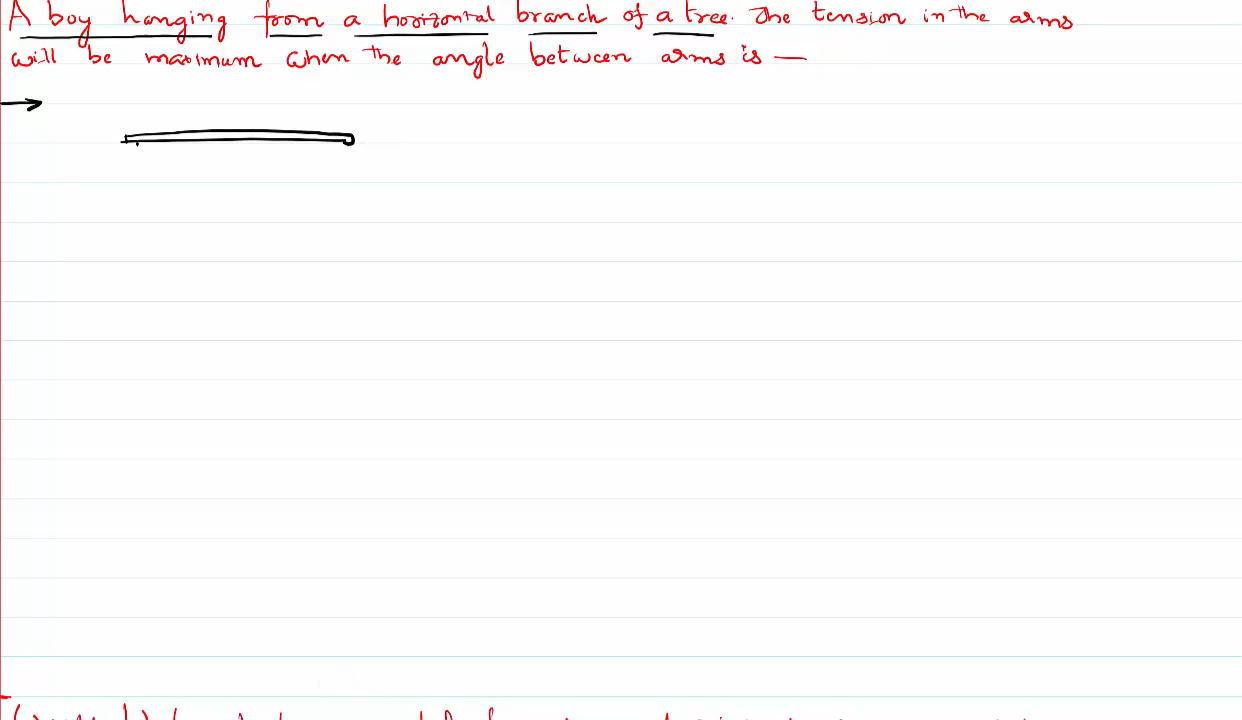 A boy hanging from a horizontal branch of a tree. The tension in the arms
will be maximum when the angle between arms is —